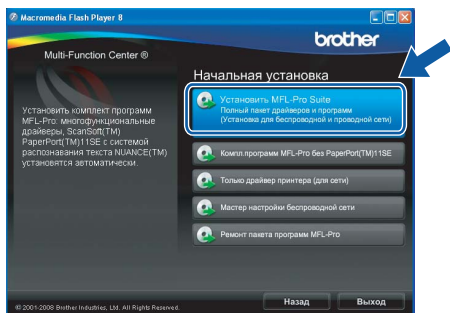 Macromedia Flash Player 8
brother
Multi-Function Center ®
Начальная установка
Установить MFL-Pro Suite
Полный пакет драйверов и программ
(Установка для беспроводной и проводной сети)
Установить комплект программ
MFL-Pro: многофункциональные
драйверы, ScanSoft(TM)
PaperPort(TM)11SE с системой
распознавания текста NUANCE(TM)
установятся автоматически.
Компл.программ MFL-Pro без PaperPort(TM)11SE
Только драйвер принтера (для сети)
Мастер настройки беспроводной сети
Ремонт пакета программ MFL-Pro
Назад
Выход
© 2001-2008 Brother Industries, Ltd. All Rights Reserved.